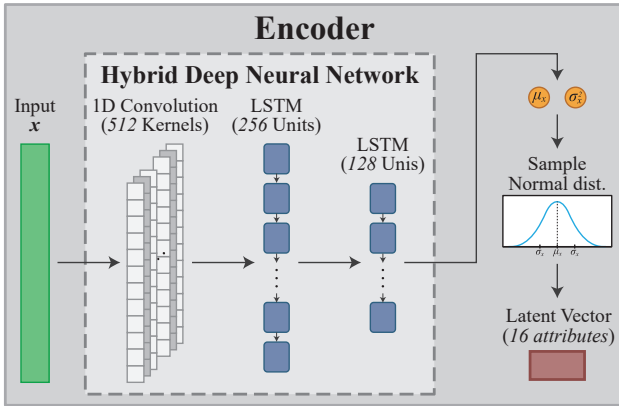 Encoder
Hybrid Deep Neural Network
Input
x
1D Convolution
(512 Kernels)
LSTM
(256 Units)
LSTM
(128 Unis)
μx σx²
Sample
Normal dist.
σx μx σx
Latent Vector
(16 attributes)